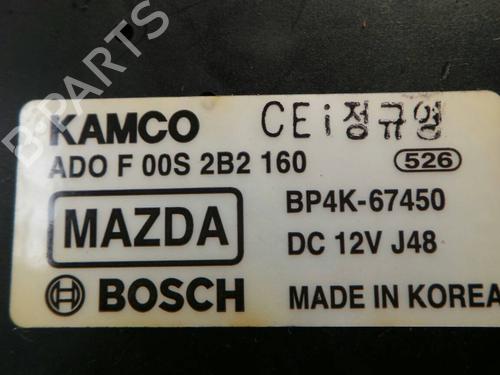 KAMCO CEi정규영
ADO F 00S 2B2 160 526
MAZDA BP4K-67450
DC 12V J48
BOSCH MADE IN KOREA
B-PARTS